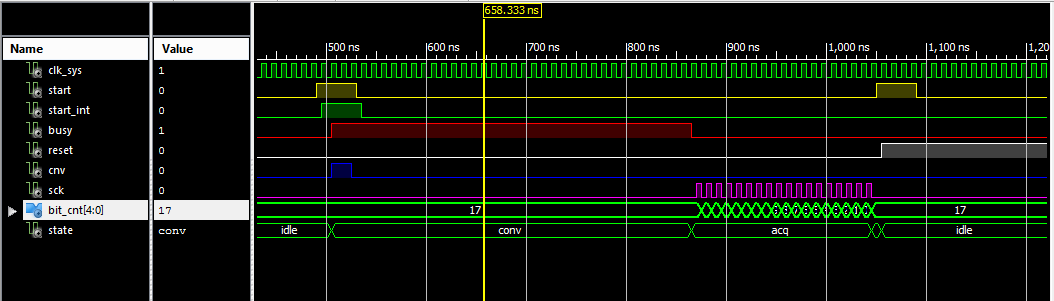 658.333 ns
Name Value 500 ns 600 ns 700 ns 800 ns 900 ns 1,000 ns 1,100 ns 1,20
clk_sys 1
start 0
start_int 0
busy 1
reset 0
cnv 0
sck 0
bit_cnt[4:0] 17 17 17
state conv idle conv acq idle